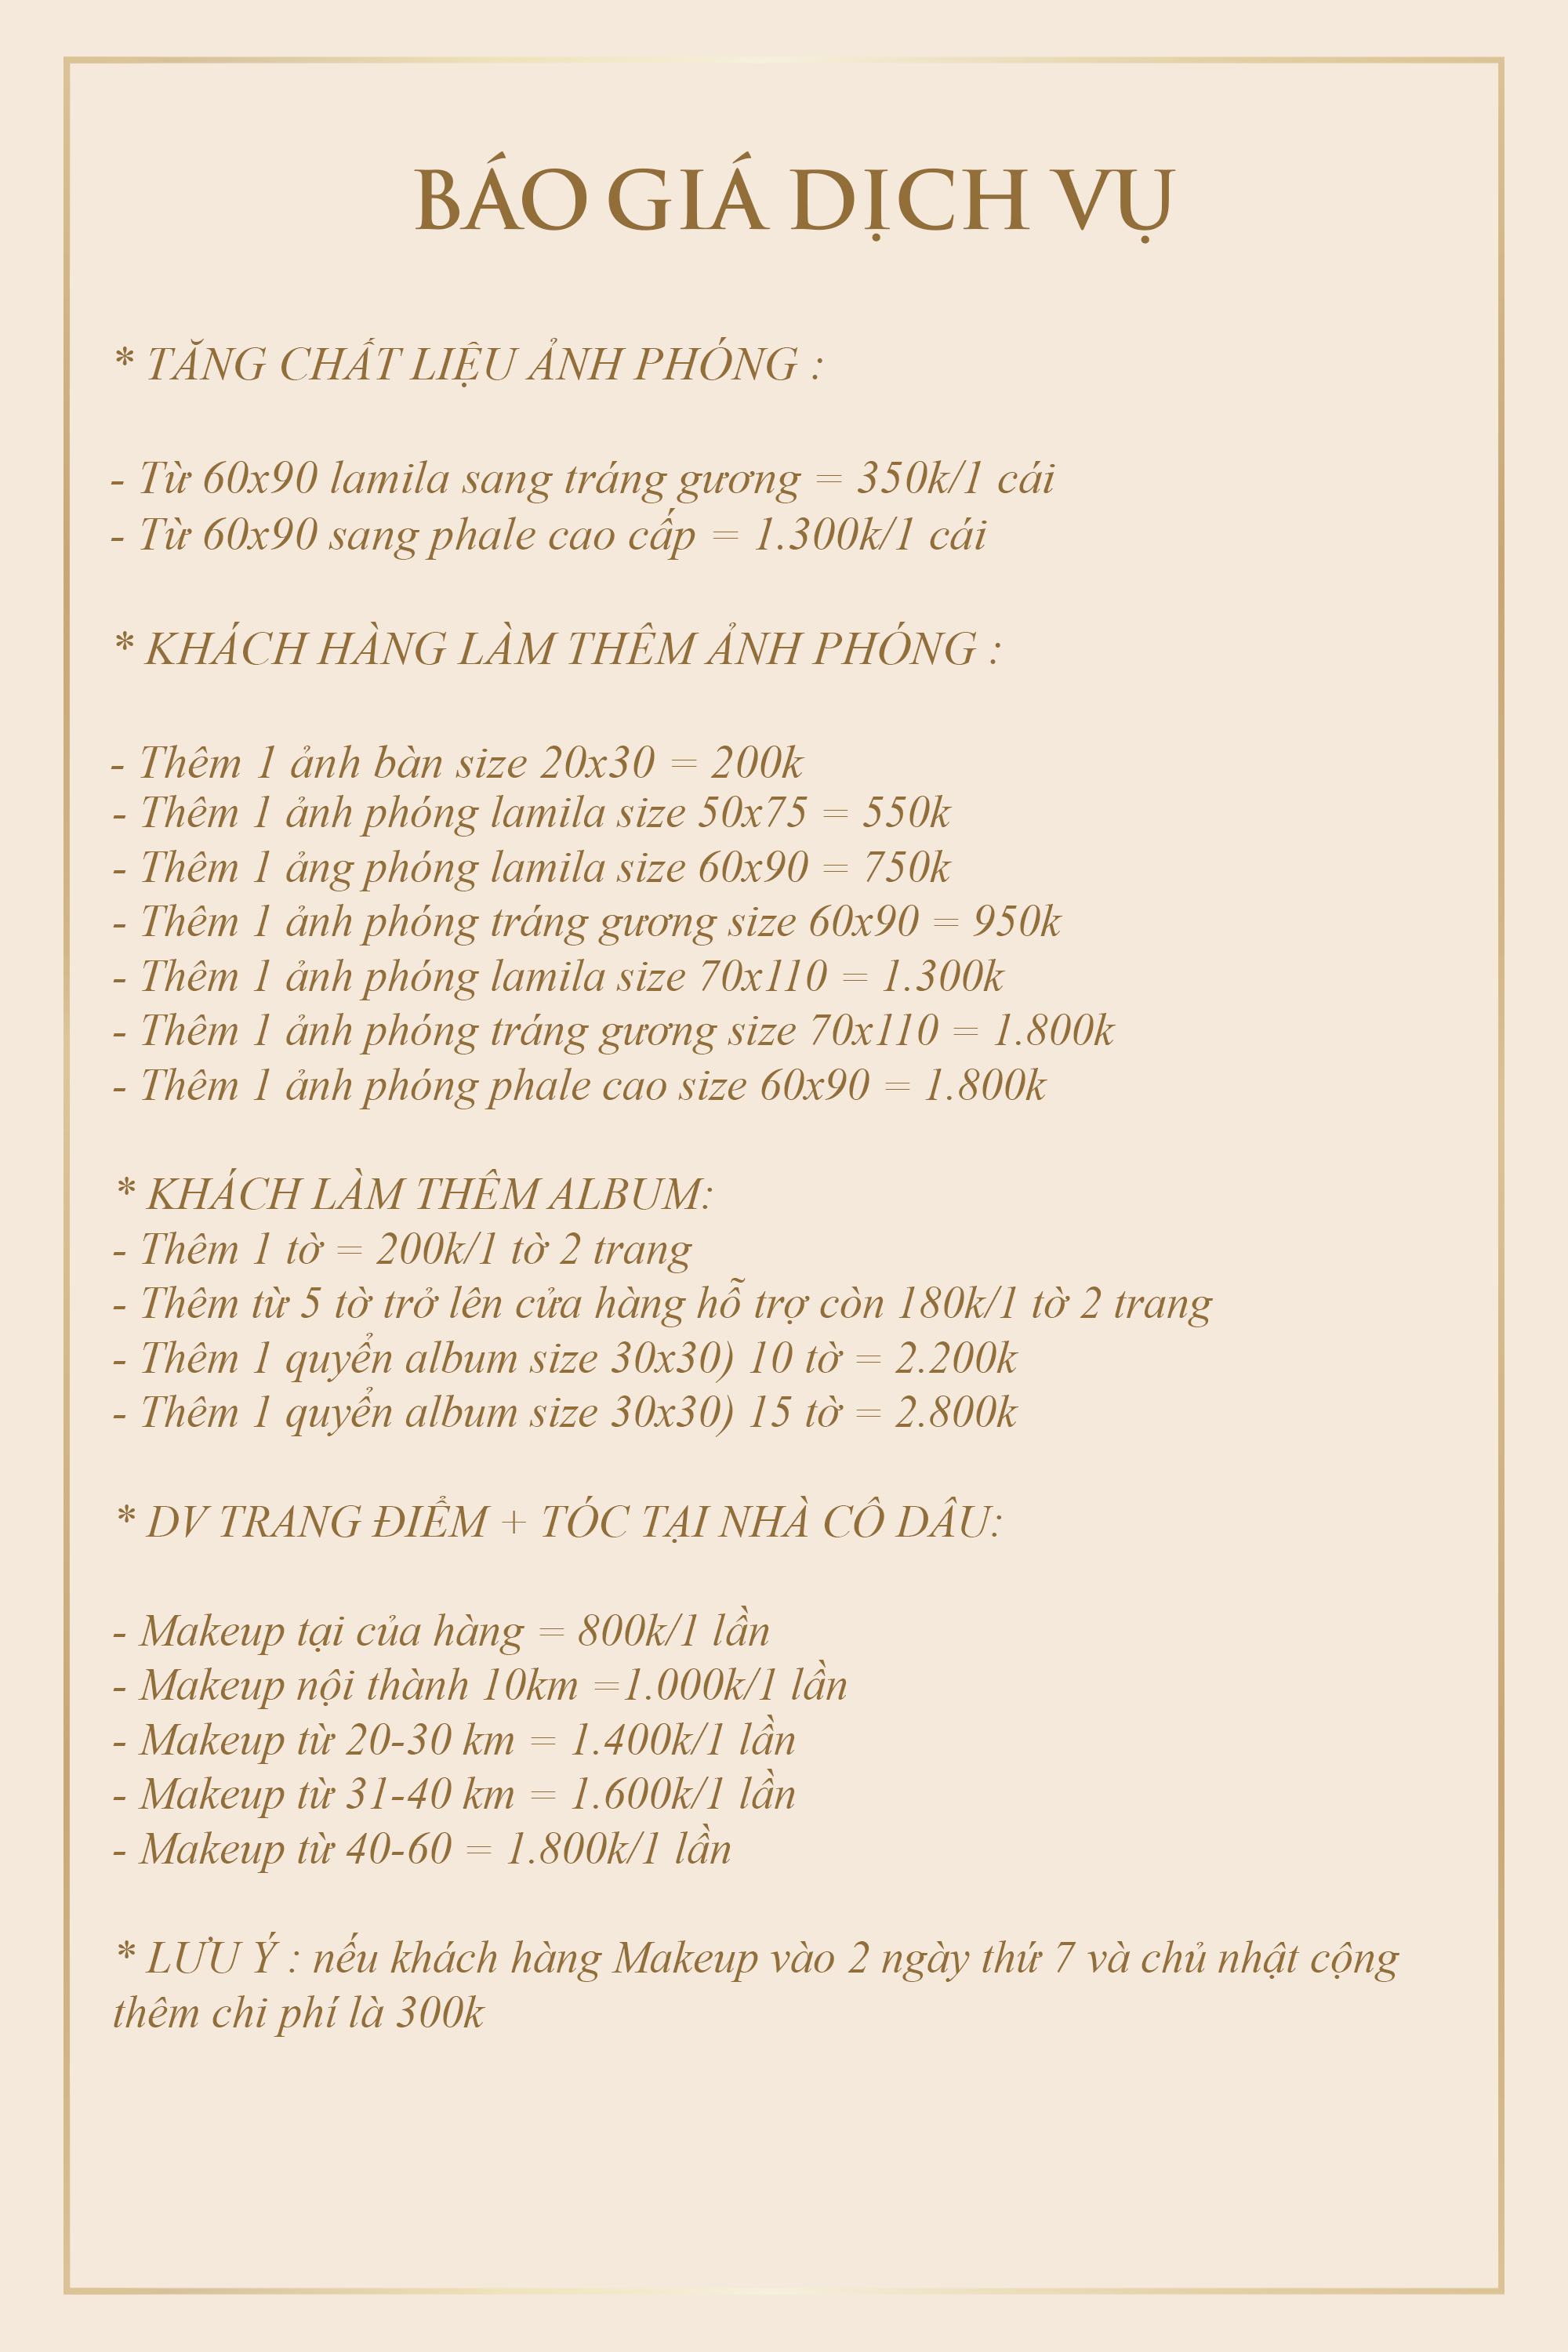 BÁO GIÁ DỊCH VỤ
* TĂNG CHẤT LIỆU ẢNH PHÓNG :
- Từ 60x90 lamila sang tráng gương = 350k/1 cái
- Từ 60x90 sang phale cao cấp = 1.300k/1 cái
* KHÁCH HÀNG LÀM THÊM ẢNH PHÓNG :
- Thêm 1 ảnh bàn size 20x30 = 200k
- Thêm 1 ảnh phóng lamila size 50x75 = 550k
- Thêm 1 ảng phóng lamila size 60x90 = 750k
- Thêm 1 ảnh phóng tráng gương size 60x90 = 950k
- Thêm 1 ảnh phóng lamila size 70x110 = 1.300k
- Thêm 1 ảnh phóng tráng gương size 70x110 = 1.800k
- Thêm 1 ảnh phóng phale cao size 60x90 = 1.800k
* KHÁCH LÀM THÊM ALBUM:
- Thêm 1 tờ = 200k/1 tờ 2 trang
- Thêm từ 5 tờ trở lên cửa hàng hỗ trợ còn 180k/1 tờ 2 trang
- Thêm 1 quyển album size 30x30) 10 tờ = 2.200k
- Thêm 1 quyển album size 30x30) 15 tờ = 2.800k
* DV TRANG ĐIỂM + TÓC TẠI NHÀ CÔ DÂU:
- Makeup tại của hàng = 800k/1 lần
- Makeup nội thành 10km =1.000k/1 lần
- Makeup từ 20-30 km = 1.400k/1 lần
- Makeup từ 31-40 km = 1.600k/1 lần
- Makeup từ 40-60 = 1.800k/1 lần
* LƯU Ý : nếu khách hàng Makeup vào 2 ngày thứ 7 và chủ nhật cộng
thêm chi phí là 300k